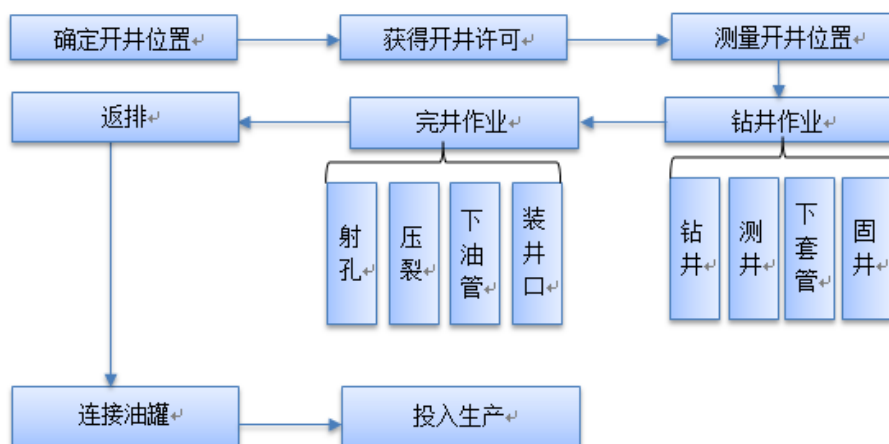 确定开井位置
获得开井许可
测量开井位置
返排
完井作业
钻井作业
射孔
压裂
下油管
装井口
钻井
测井
下套管
固井
连接油罐
投入生产